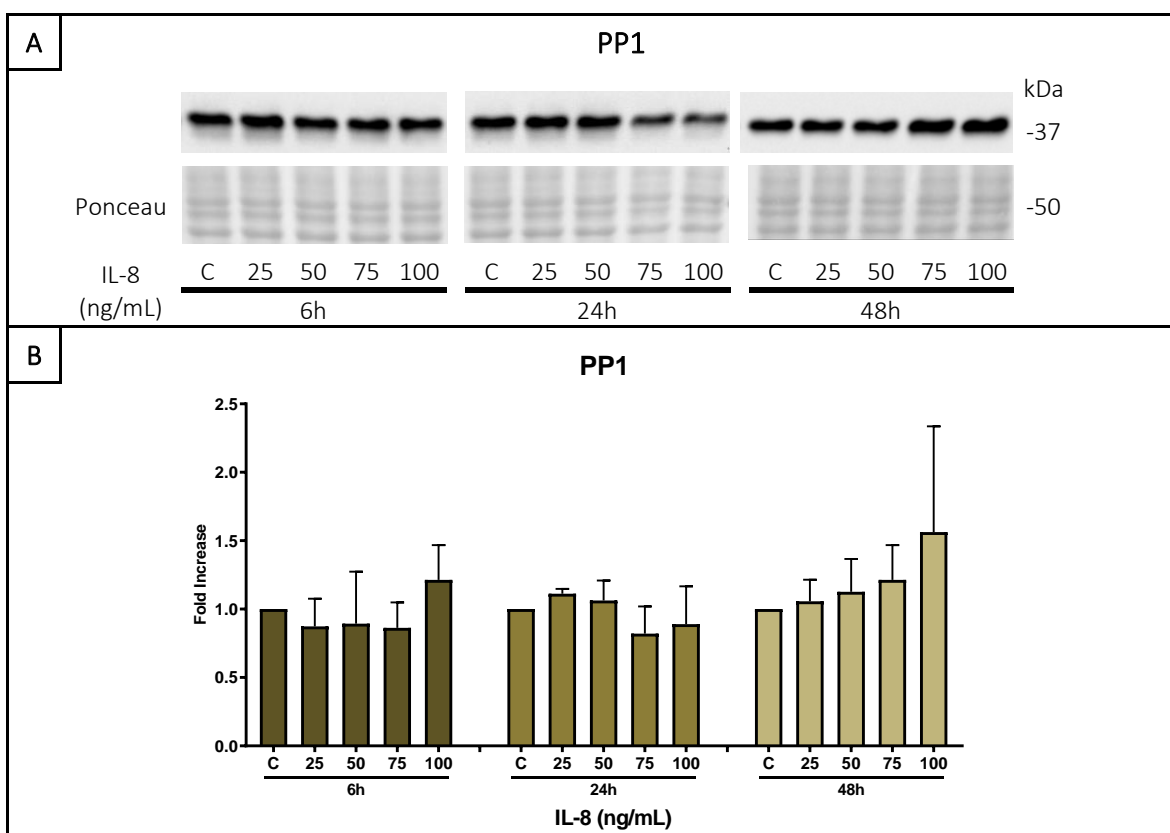 A
PP1
kDa
-37
Ponceau
-50
IL-8 C 25 50 75 100 C 25 50 75 100 C 25 50 75 100
(ng/mL) 6h 24h 48h
B
PP1
2.5
2.0
1.5
1.0
0.5
0.0
Fold Increase
C 25 50 75 100 C 25 50 75 100 C 25 50 75 100
6h 24h 48h
IL-8 (ng/mL)